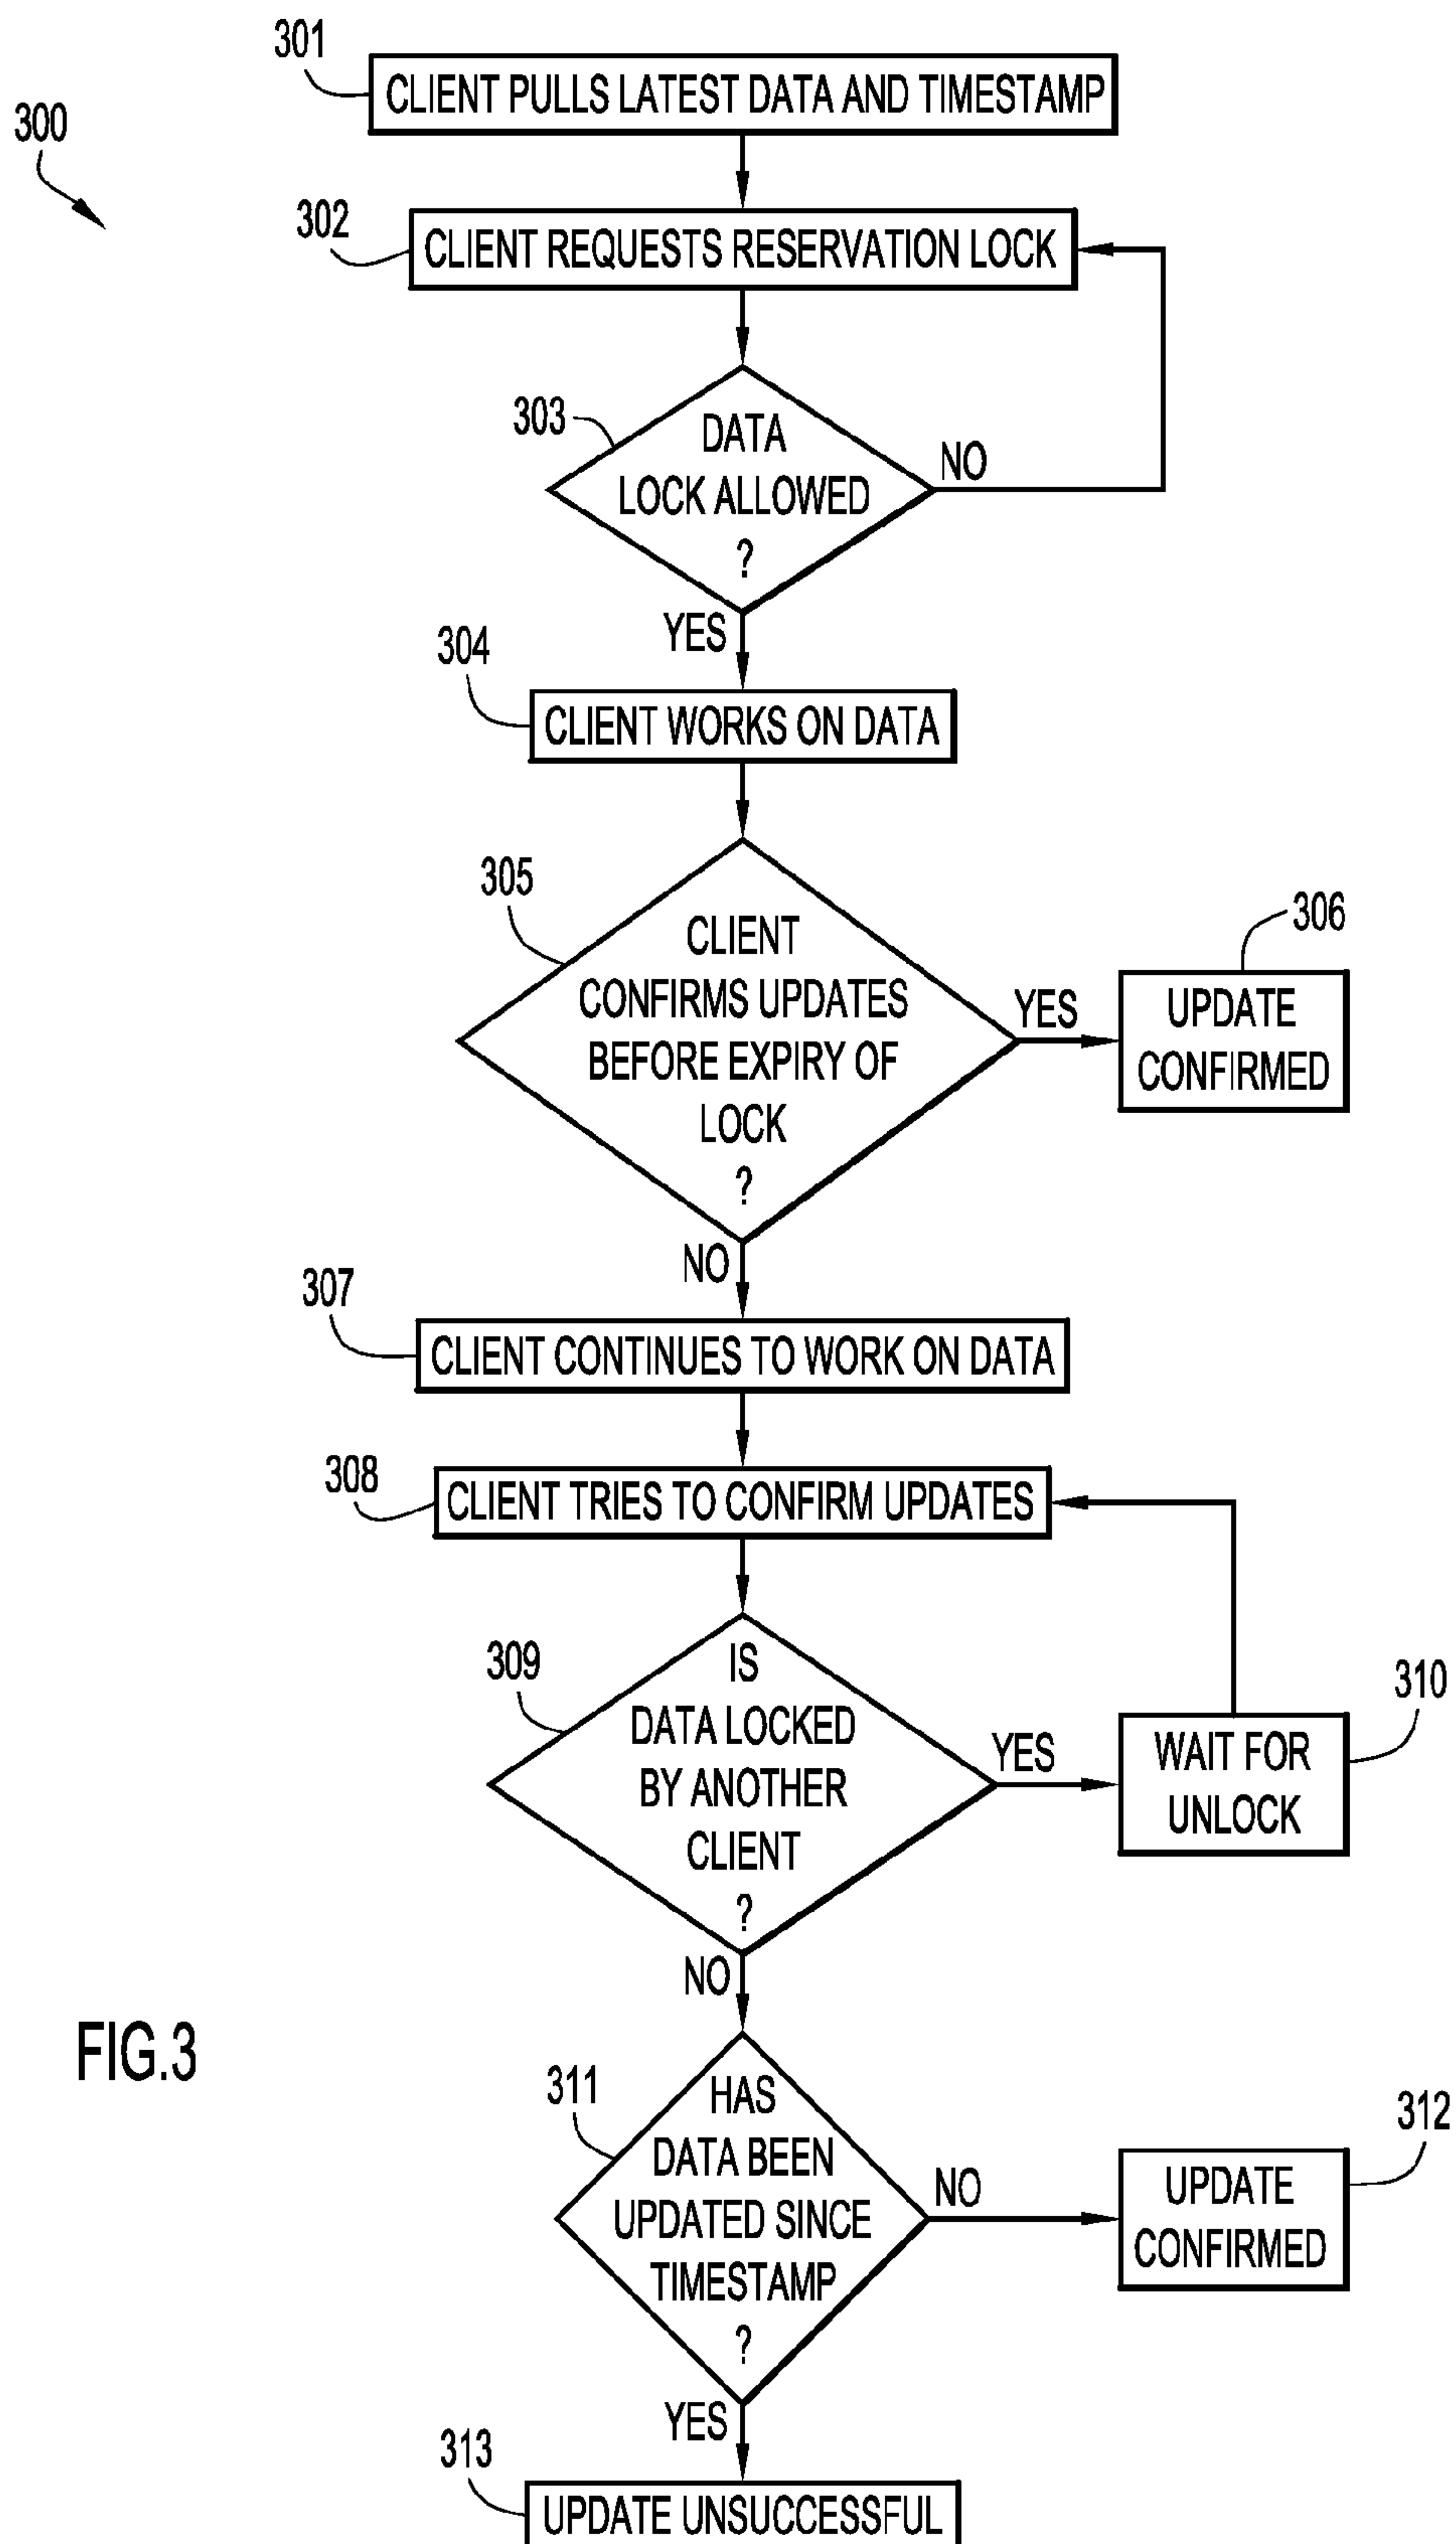 301
CLIENT PULLS LATEST DATA AND TIMESTAMP
300
302
CLIENT REQUESTS RESERVATION LOCK
303
DATA
LOCK ALLOWED
?
NO
YES
304
CLIENT WORKS ON DATA
305
CLIENT
CONFIRMS UPDATES
BEFORE EXPIRY OF
LOCK
?
YES
306
UPDATE
CONFIRMED
NO
307
CLIENT CONTINUES TO WORK ON DATA
308
CLIENT TRIES TO CONFIRM UPDATES
309
IS
DATA LOCKED
BY ANOTHER
CLIENT
?
YES
310
WAIT FOR
UNLOCK
NO
FIG.3
311
HAS
DATA BEEN
UPDATED SINCE
TIMESTAMP
?
NO
312
UPDATE
CONFIRMED
YES
313
UPDATE UNSUCCESSFUL